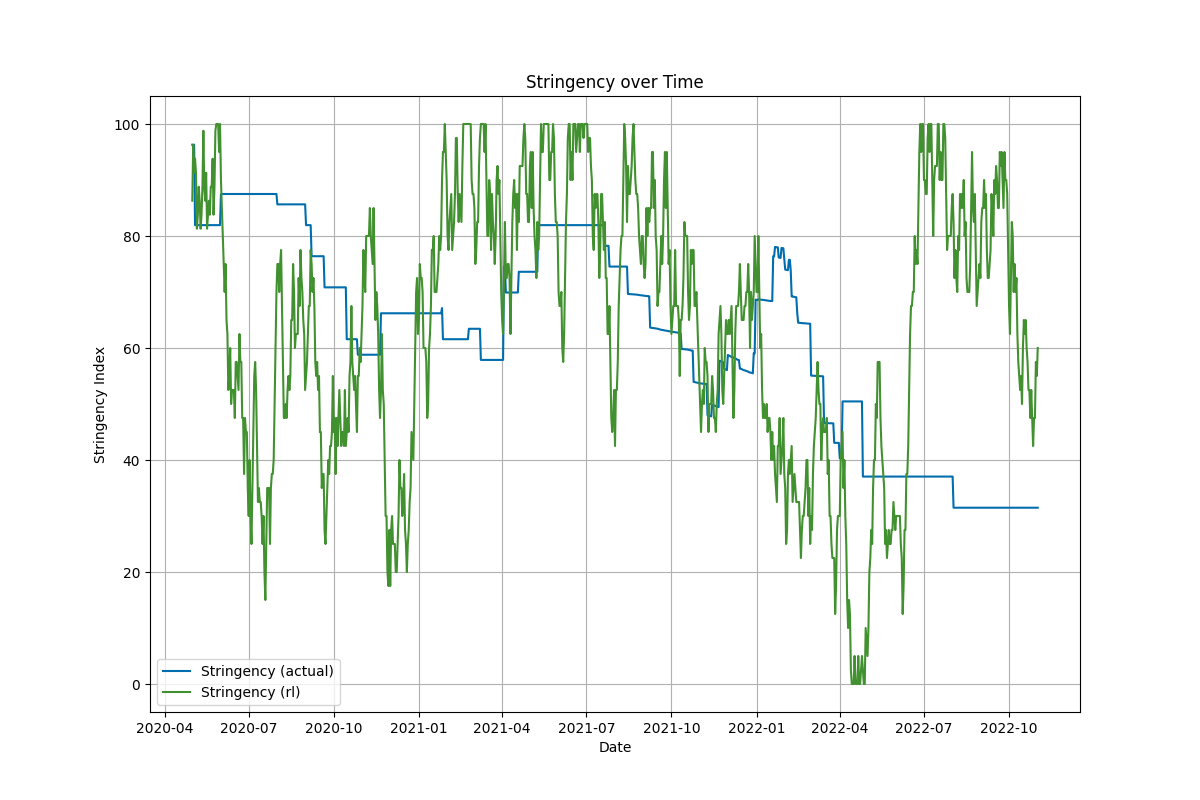 Stringency over Time
Stringency Index
100
80
60
40
20
0
Stringency (actual)
Stringency (rl)
2020-04 2020-07 2020-10 2021-01 2021-04 2021-07 2021-10 2022-01 2022-04 2022-07 2022-10
Date